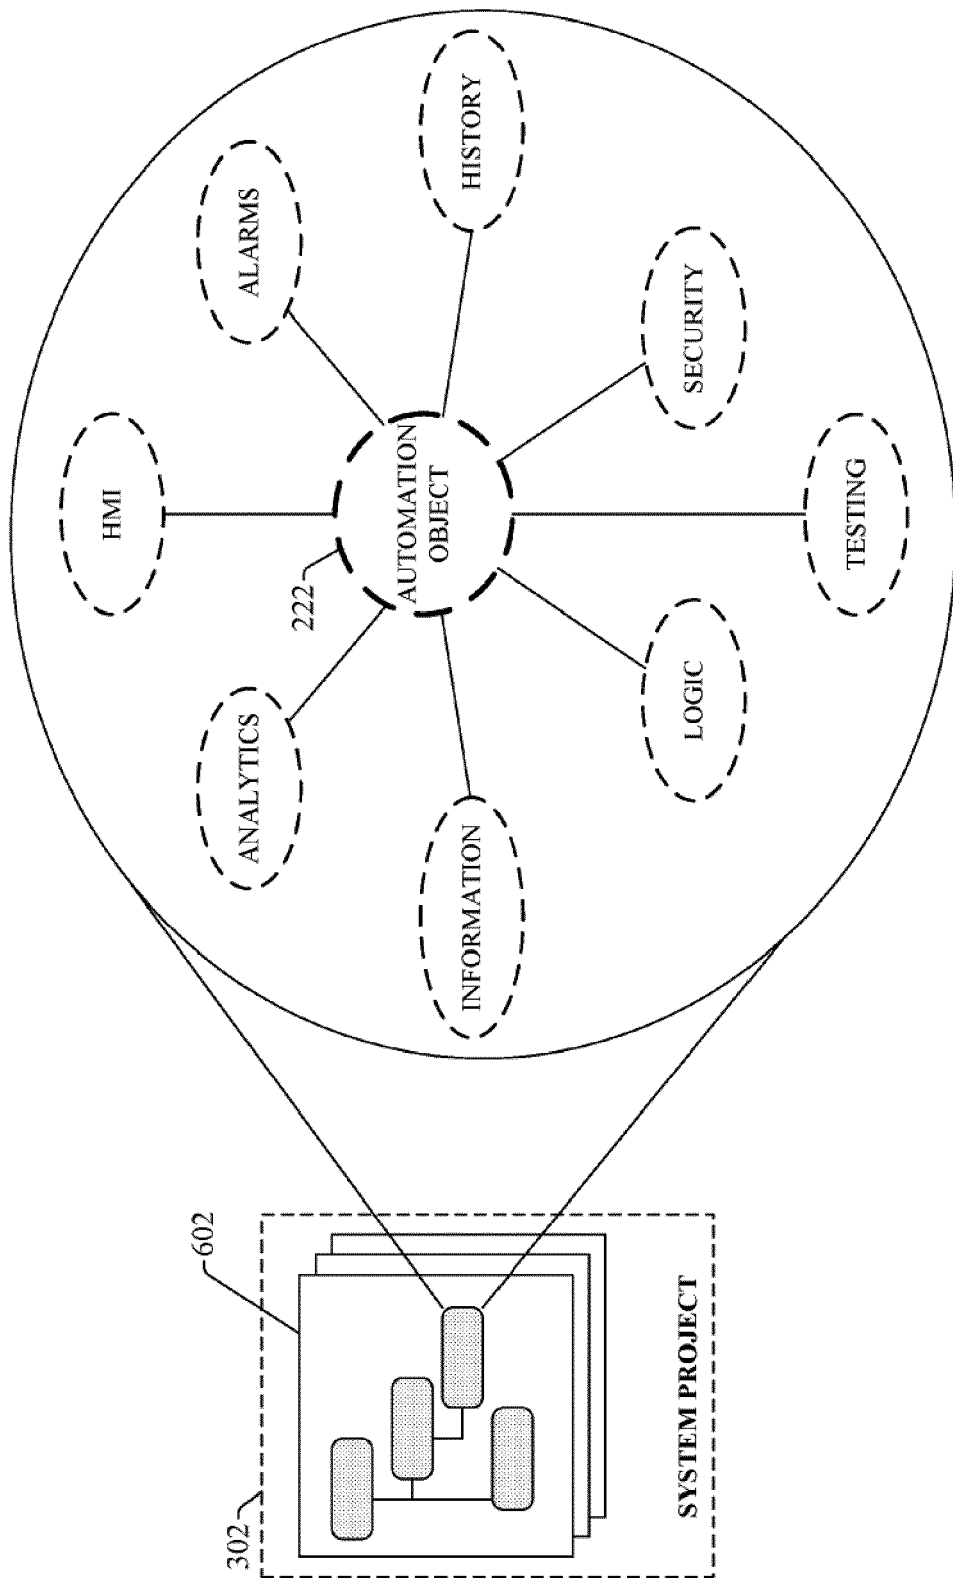 302
602
SYSTEM PROJECT
222
HMI
ANALYTICS
ALARMS
AUTOMATION
OBJECT
INFORMATION
HISTORY
LOGIC
SECURITY
TESTING